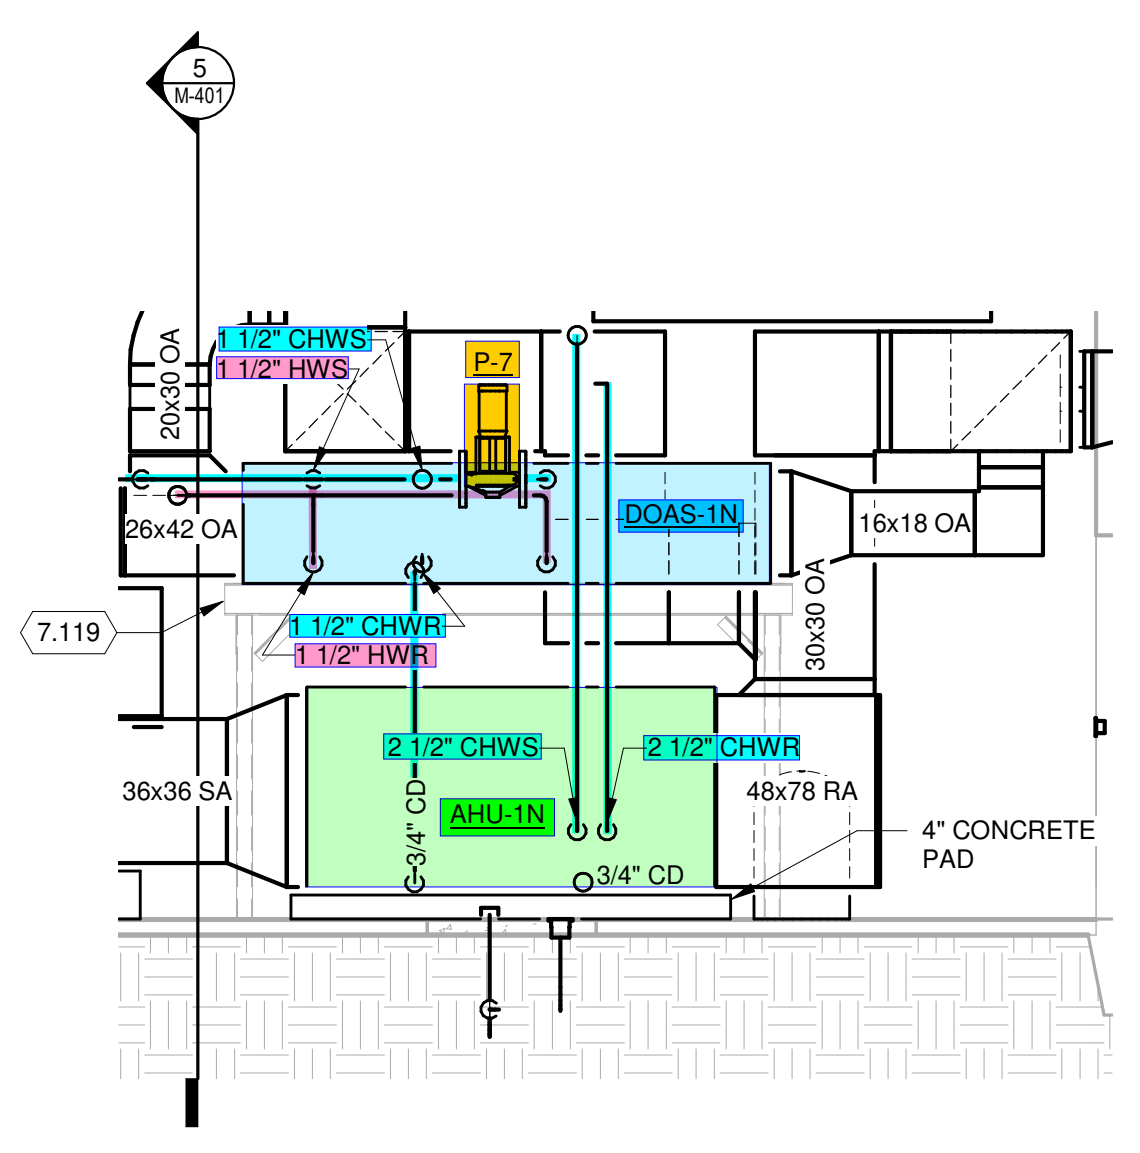 5
M-401
20x30 OA
1 1/2" CHWS
1 1/2" HWS
P-7
26x42 OA
DOAS-1N
16x18 OA
30x30 OA
7.119
1 1/2" CHWR
1 1/2" HWR
2 1/2" CHWS
2 1/2" CHWR
36x36 SA
3/4" CD
AHU-1N
48x78 RA
4" CONCRETE
PAD
3/4" CD